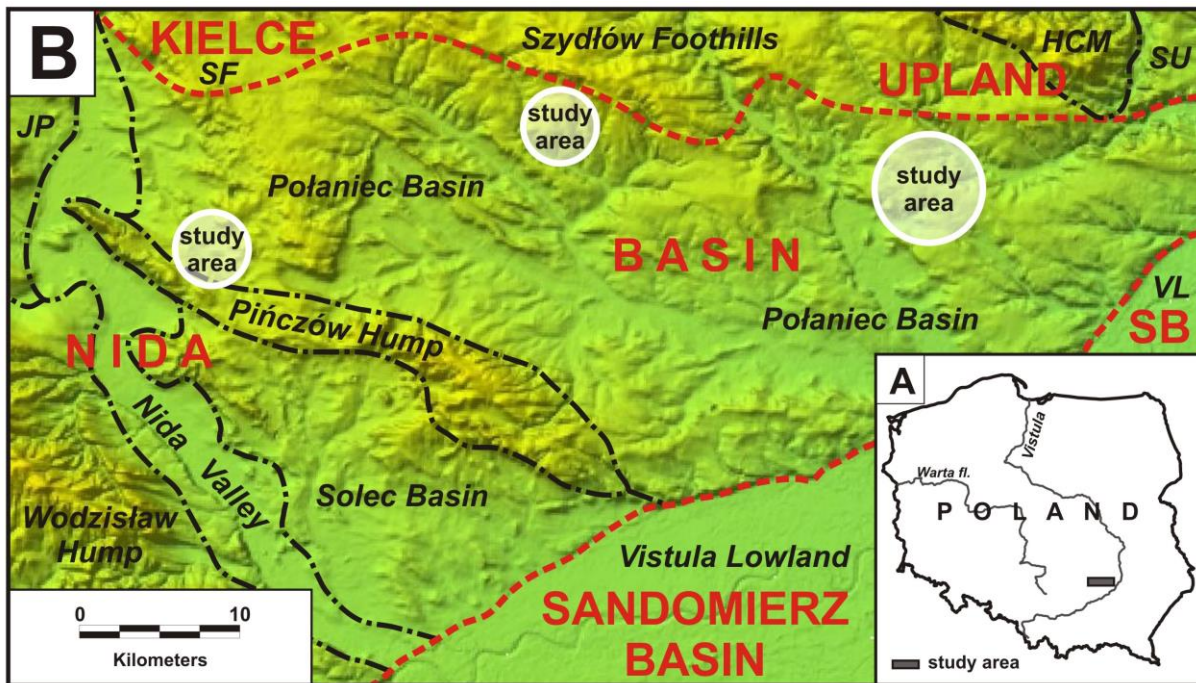 B
KIELCE
SF
Szydłów Foothills
HCM
SU
UPLAND
JP
study
area
study
area
Połaniec Basin
study
area
BASIN
VL
SB
Połaniec Basin
Pińczów Hump
NIDA
Nida Valley
Solec Basin
Wodzisław
Hump
Vistula Lowland
SANDOMIERZ
BASIN
0 10
Kilometers
A
Vistula
Warta fl.
POLAND
study area